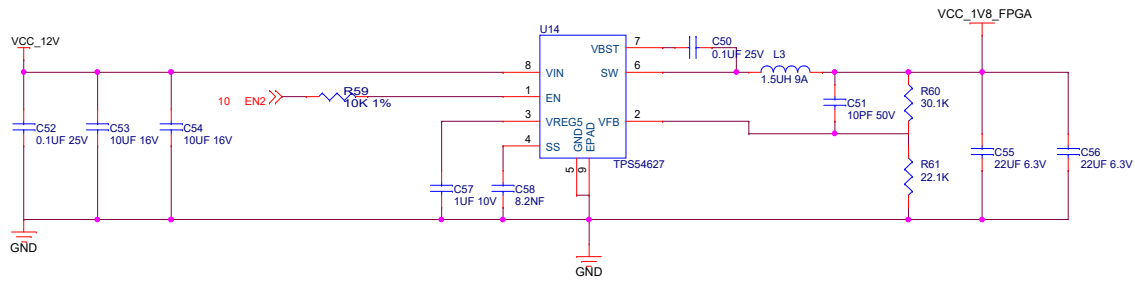 VCC_1V8_FPGA
VCC_12V
U14
7
VBST
C50
0.1UF 25V
L3
1.5UH 9A
8
VIN
6
SW
10
EN2
R59
10K 1%
1
EN
C51
10PF 50V
R60
30.1K
3
VREG5
2
VFB
C52
0.1UF 25V
C53
10UF 16V
C54
10UF 16V
4
SS
GND
EPAD
5
9
TPS54627
R61
22.1K
C55
22UF 6.3V
C56
22UF 6.3V
C57
1UF 10V
C58
8.2NF
GND
GND